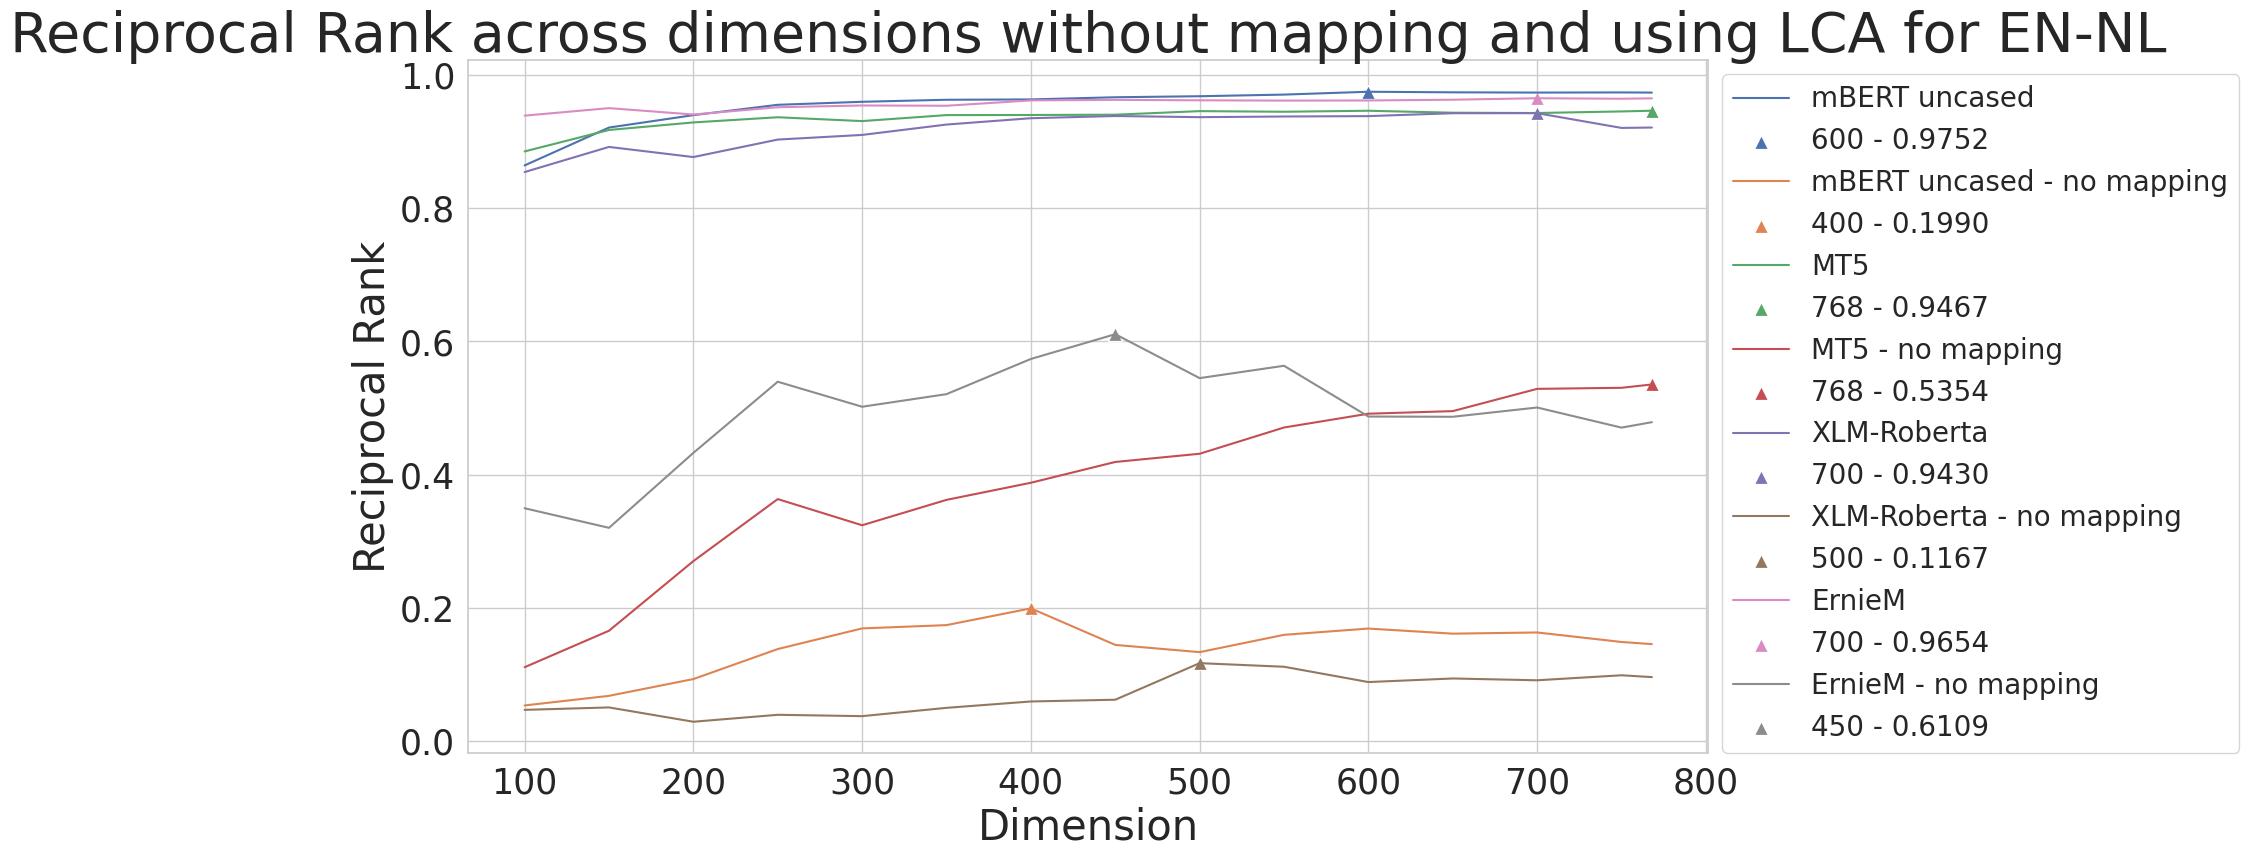 Reciprocal Rank across dimensions without mapping and using LCA for EN-NL
Reciprocal Rank
1.0
0.8
0.6
0.4
0.2
0.0
100 200 300 400 500 600 700 800
Dimension
mBERT uncased
600 - 0.9752
mBERT uncased - no mapping
400 - 0.1990
MT5
768 - 0.9467
MT5 - no mapping
768 - 0.5354
XLM-Roberta
700 - 0.9430
XLM-Roberta - no mapping
500 - 0.1167
ErnieM
700 - 0.9654
ErnieM - no mapping
450 - 0.6109